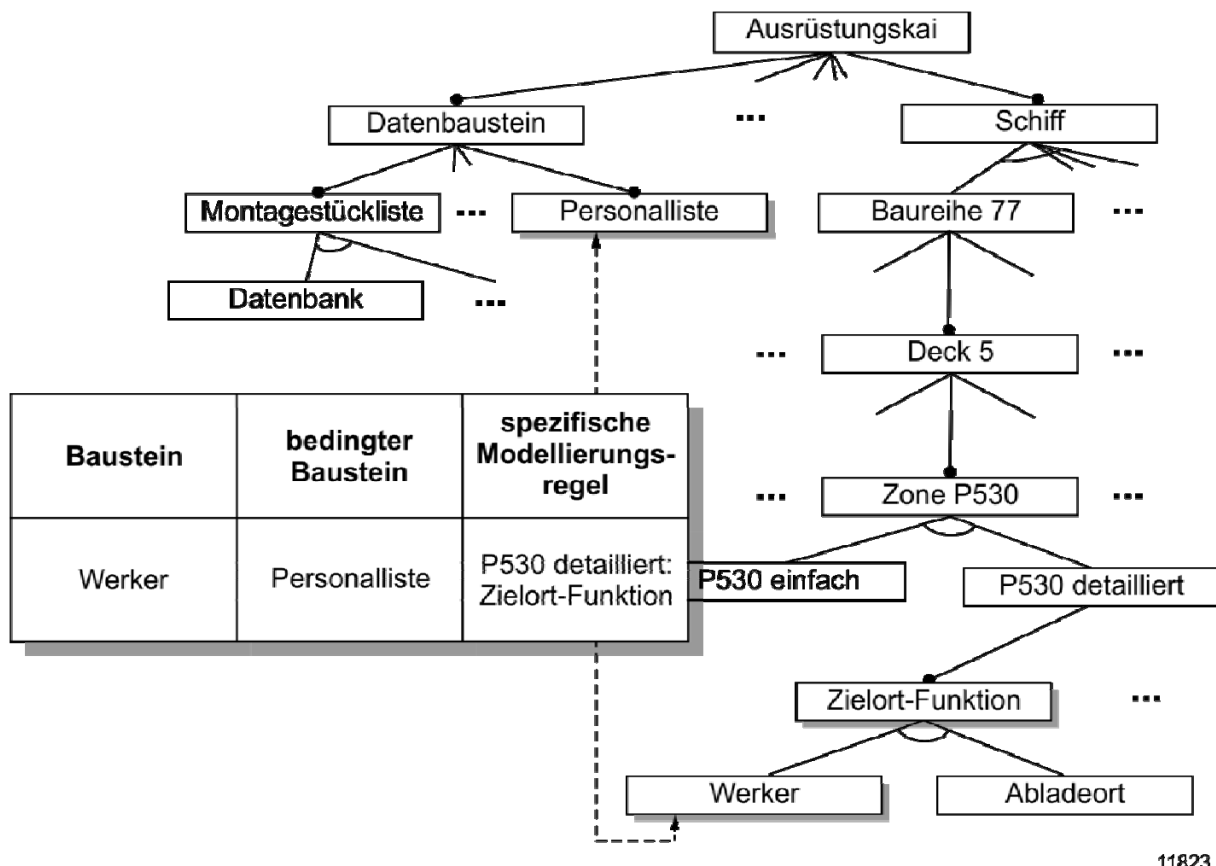 Ausrüstungskai
Datenbaustein
...
Schiff
Montagestückliste
...
Personalliste
Baureihe 77
...
Datenbank
...
...
Deck 5
...
Baustein
bedingter
Baustein
spezifische
Modellierungs-
regel
...
Zone P530
...
Werker
Personalliste
P530 detailliert:
Zielort-Funktion
P530 einfach
P530 detailliert
Zielort-Funktion
...
Werker
Abladeort
11823